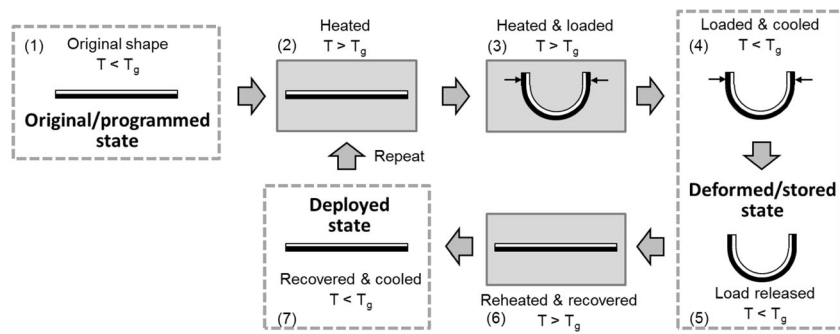 (1)
Original shape
T < Tg
Original/programmed
state
(2)
Heated
T > Tg
(3)
Heated & loaded
T > Tg
Loaded & cooled
(4)
T < Tg
Deformed/stored
state
Load released
(5)
T < Tg
Reheated & recovered
(6)
T > Tg
Deployed
state
Recovered & cooled
T < Tg
(7)
Repeat